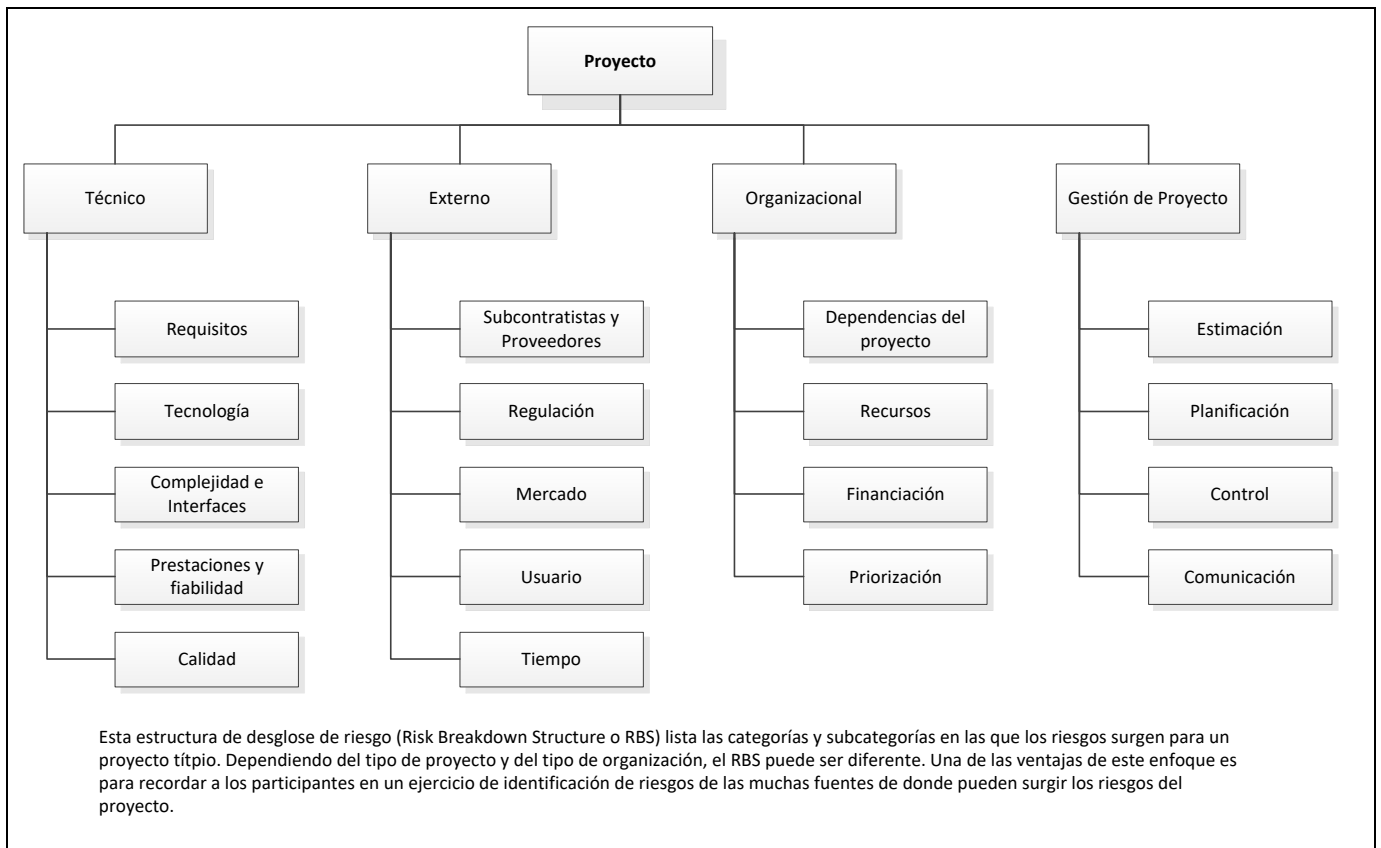 Proyecto
Técnico
Externo
Organizacional
Gestión de Proyecto
Requisitos
Tecnología
Complejidad e
Interfaces
Prestaciones y
fiabilidad
Calidad
Subcontratistas y
Proveedores
Regulación
Mercado
Usuario
Tiempo
Dependencias del
proyecto
Recursos
Financiación
Priorización
Estimación
Planificación
Control
Comunicación
Esta estructura de desglose de riesgo (Risk Breakdown Structure o RBS) lista las categorías y subcategorías en las que los riesgos surgen para un
proyecto títpio. Dependiendo del tipo de proyecto y del tipo de organización, el RBS puede ser diferente. Una de las ventajas de este enfoque es
para recordar a los participantes en un ejercicio de identificación de riesgos de las muchas fuentes de donde pueden surgir los riesgos del
proyecto.